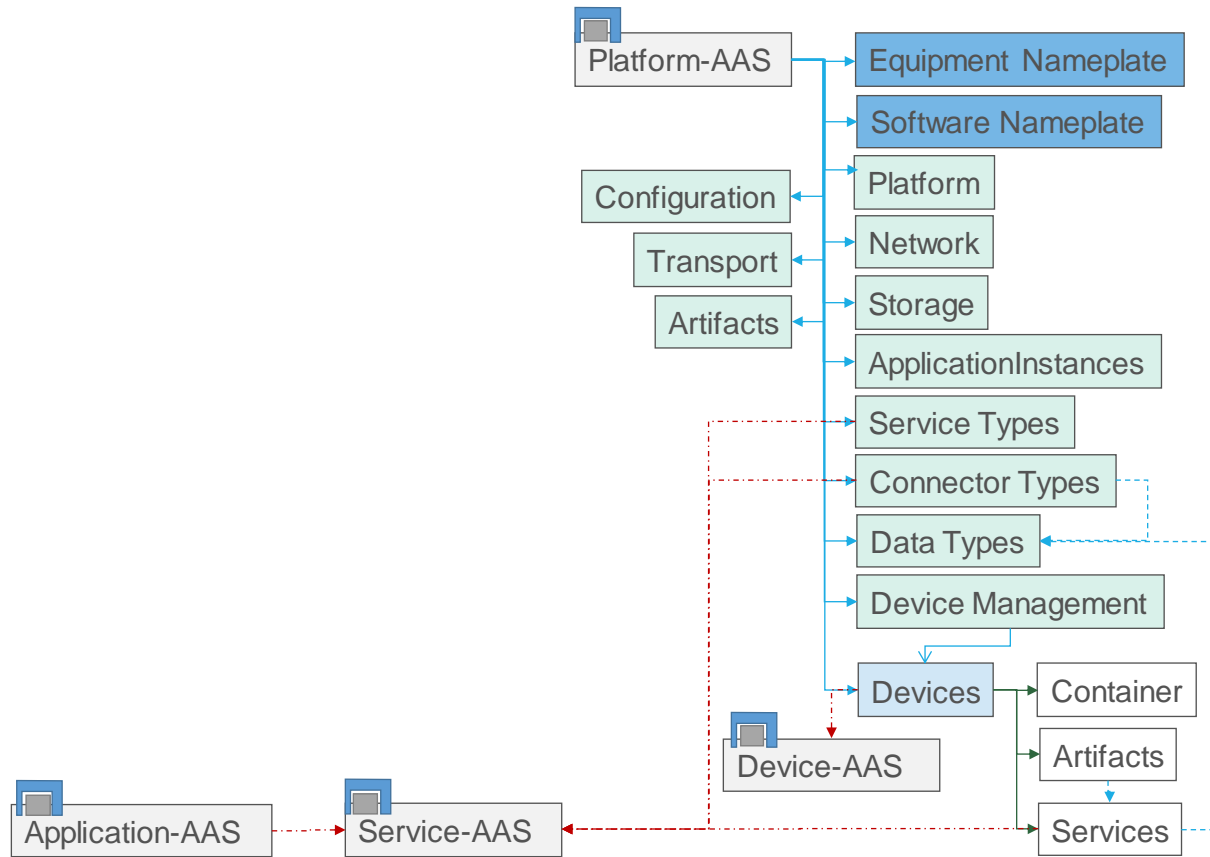 Platform-AAS
Equipment Nameplate
Software Nameplate
Platform
Configuration
Network
Transport
Storage
Artifacts
ApplicationInstances
Service Types
Connector Types
Data Types
Device Management
Devices
Container
Device-AAS
Artifacts
Application-AAS
Service-AAS
Services